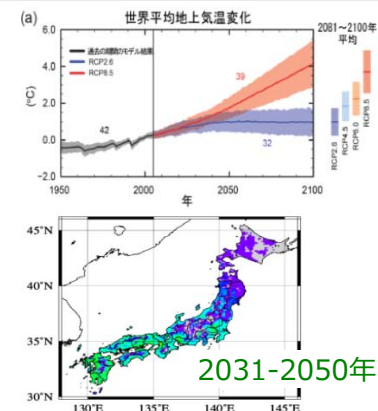 (a) 世界平均地上気温変化
2081~2100年
平均
6.0
4.0
2.0
0.0
−2.0
(℃)
過去の期間のモデル結果
RCP2.6
RCP8.5
42
39
32
1950 2000 2050 2100
年
RCP2.6
RCP4.5
RCP6.0
RCP8.5
45°N
40°N
35°N
30°N
130°E 135°E 140°E 145°E
2031-2050年